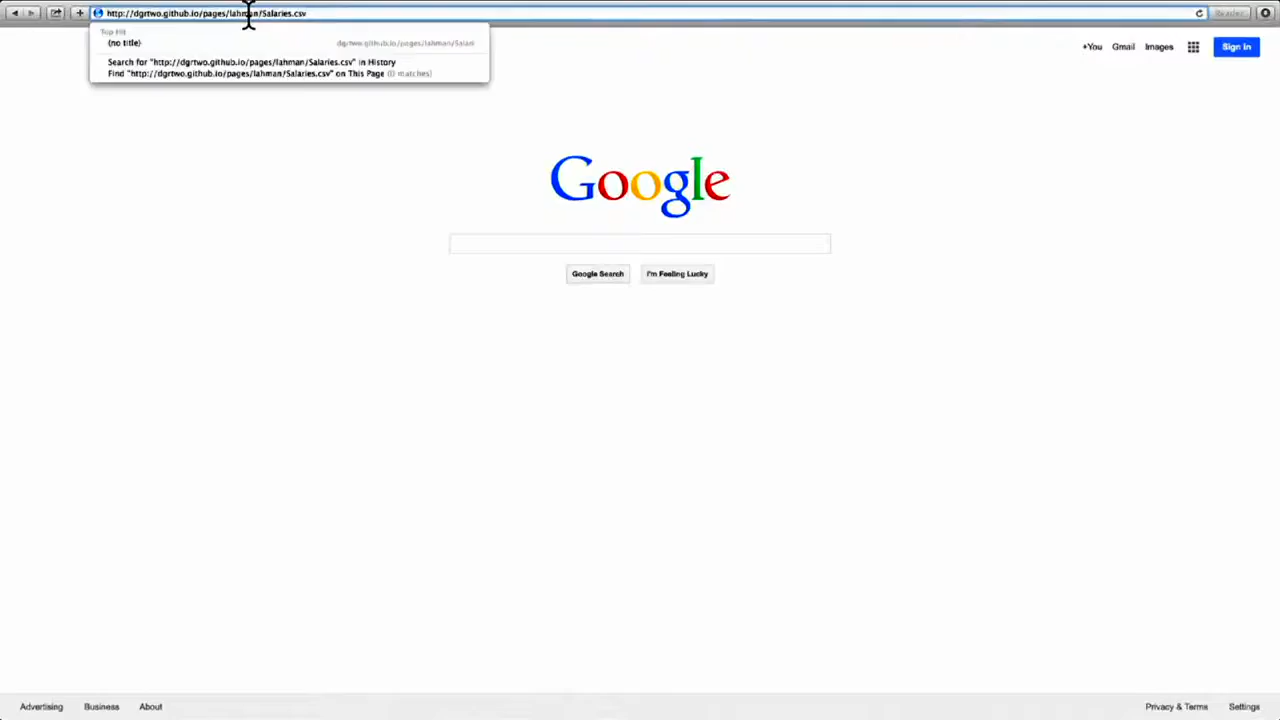 http://dgrtwo.github.io/pages/lahman/Salaries.csv
Reader
Top Hit
(no title) dgrtwo.github.io/pages/lahman/Salari
Search for "http://dgrtwo.github.io/pages/lahman/Salaries.csv" in History
Find "http://dgrtwo.github.io/pages/lahman/Salaries.csv" on This Page (0 matches)
+You Gmail Images Sign in
Google
Google Search I'm Feeling Lucky
Advertising Business About Privacy & Terms Settings